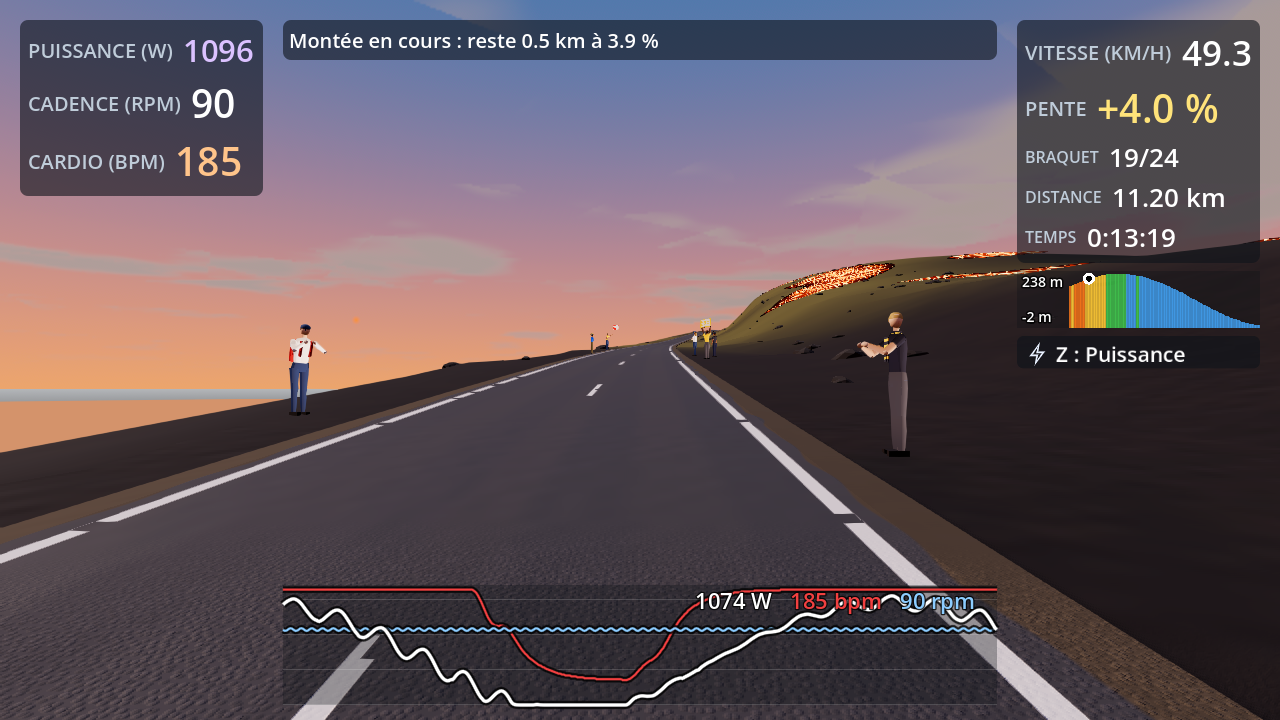 PUISSANCE (W) 1096
CADENCE (RPM) 90
CARDIO (BPM) 185
Montée en cours : reste 0.5 km à 3.9 %
VITESSE (KM/H) 49.3
PENTE +4.0 %
BRAQUET 19/24
DISTANCE 11.20 km
TEMPS 0:13:19
238 m
-2 m
Z : Puissance
1074 W 185 bpm 90 rpm